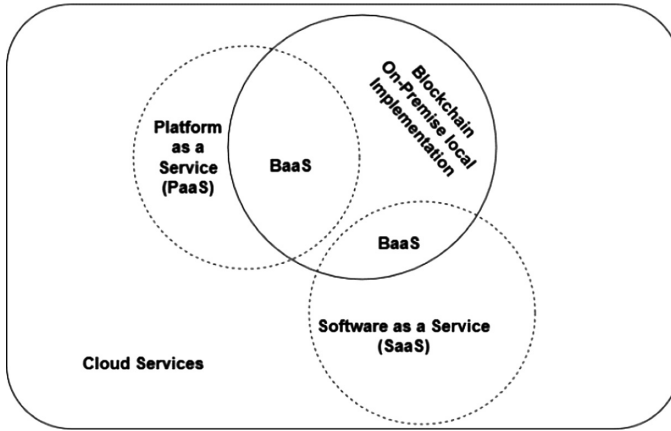 Blockchain
On-Premise local
Implementation
Platform
as a
Service
(PaaS)
BaaS
BaaS
Software as a Service
(SaaS)
Cloud Services